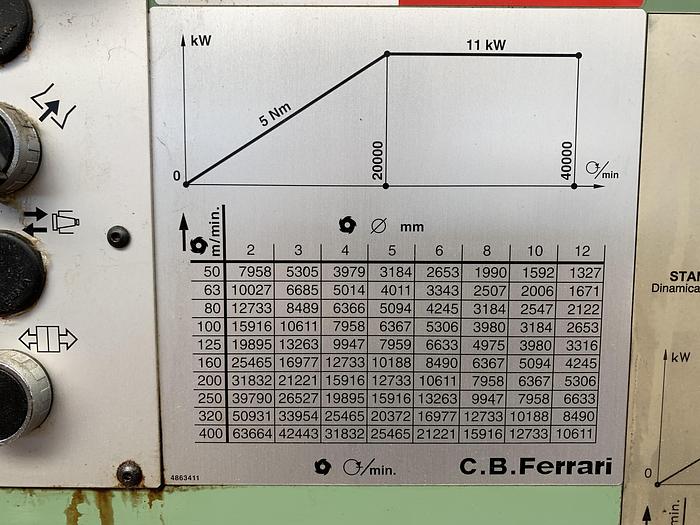 kW
11 kW
5 Nm
20000
40000
0
/min
m/min.
mm
2 3 4 5 6 8 10 12
50 7958 5305 3979 3184 2653 1990 1592 1327
63 10027 6685 5014 4011 3343 2507 2006 1671
80 12733 8489 6366 5094 4245 3184 2547 2122
100 15916 10611 7958 6367 5306 3980 3184 2653
125 19895 13263 9947 7959 6633 4975 3980 3316
160 25465 16977 12733 10188 8490 6367 5094 4245
200 31832 21221 15916 12733 10611 7958 6367 5306
250 39790 26527 19895 15916 13263 9947 7958 6633
320 50931 33954 25465 20372 16977 12733 10188 8490
400 63664 42443 31832 25465 21221 15916 12733 10611
/min.
C.B.Ferrari
4863411
STAN
Dinamica
kW
0
min.